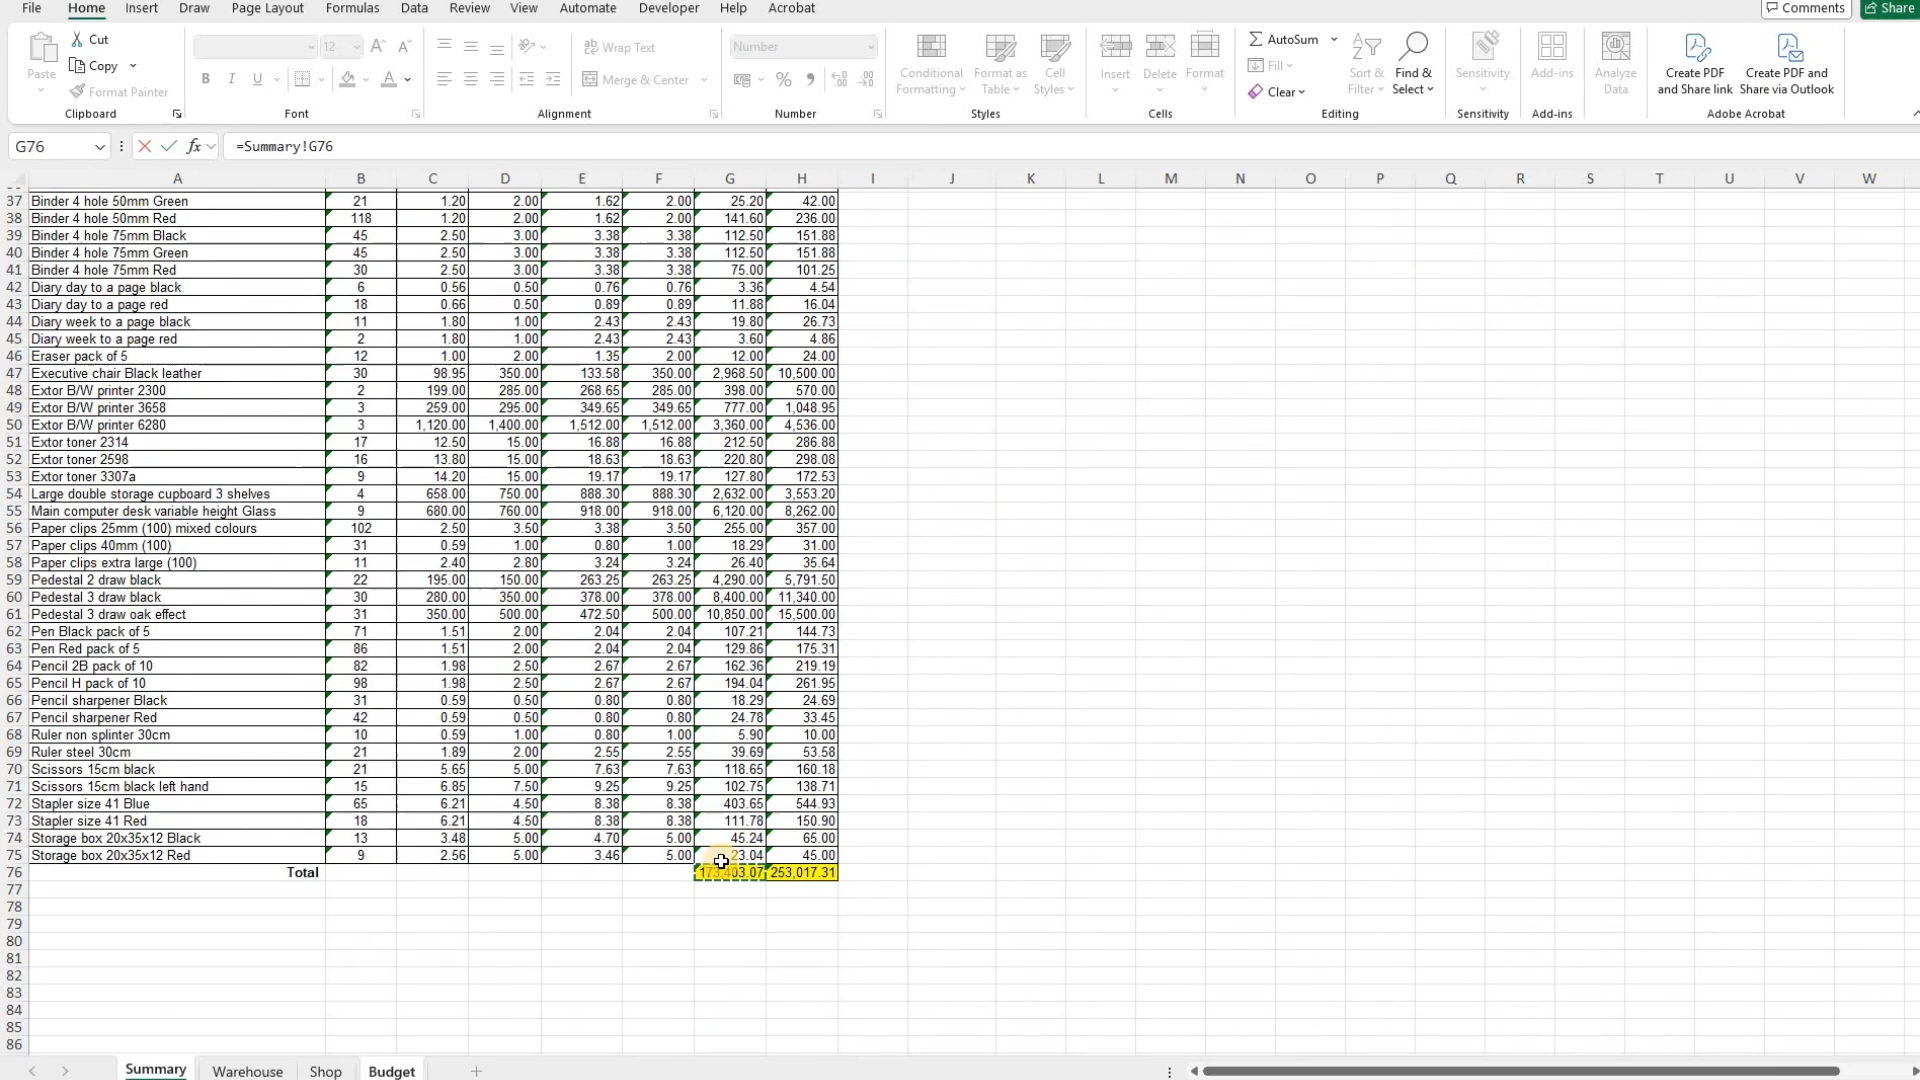 File Home Insert Draw Page Layout Formulas Data Review View Automate Developer Help Acrobat Comments Share
Paste Cut Copy Format Painter Clipboard
12 A A B I U A Font
ab Wrap Text Merge & Center Alignment
Number % Number
Conditional Formatting Format as Table Cell Styles Styles
Insert Delete Format Cells
AutoSum Fill Clear Sort & Filter Find & Select Editing
Sensitivity Sensitivity
Add-ins Add-ins
Analyze Data
Create PDF and Share link Create PDF and Share via Outlook Adobe Acrobat
G76 fx =Summary!G76
A B C D E F G H I J K L M N O P Q R S T U V W
37 Binder 4 hole 50mm Green 21 1.20 2.00 1.62 2.00 25.20 42.00
38 Binder 4 hole 50mm Red 118 1.20 2.00 1.62 2.00 141.60 236.00
39 Binder 4 hole 75mm Black 45 2.50 3.00 3.38 3.38 112.50 151.88
40 Binder 4 hole 75mm Green 45 2.50 3.00 3.38 3.38 112.50 151.88
41 Binder 4 hole 75mm Red 30 2.50 3.00 3.38 3.38 75.00 101.25
42 Diary day to a page black 6 0.56 0.50 0.76 0.76 3.36 4.54
43 Diary day to a page red 18 0.66 0.50 0.89 0.89 11.88 16.04
44 Diary week to a page black 11 1.80 1.00 2.43 2.43 19.80 26.73
45 Diary week to a page red 2 1.80 1.00 2.43 2.43 3.60 4.86
46 Eraser pack of 5 12 1.00 2.00 1.35 2.00 12.00 24.00
47 Executive chair Black leather 30 98.95 350.00 133.58 350.00 2,968.50 10,500.00
48 Extor B/W printer 2300 2 199.00 285.00 268.65 285.00 398.00 570.00
49 Extor B/W printer 3658 3 259.00 295.00 349.65 349.65 777.00 1,048.95
50 Extor B/W printer 6280 3 1,120.00 1,400.00 1,512.00 1,512.00 3,360.00 4,536.00
51 Extor toner 2314 17 12.50 15.00 16.88 16.88 212.50 286.88
52 Extor toner 2598 16 13.80 15.00 18.63 18.63 220.80 298.08
53 Extor toner 3307a 9 14.20 15.00 19.17 19.17 127.80 172.53
54 Large double storage cupboard 3 shelves 4 658.00 750.00 888.30 888.30 2,632.00 3,553.20
55 Main computer desk variable height Glass 9 680.00 760.00 918.00 918.00 6,120.00 8,262.00
56 Paper clips 25mm (100) mixed colours 102 2.50 3.50 3.38 3.50 255.00 357.00
57 Paper clips 40mm (100) 31 0.59 1.00 0.80 1.00 18.29 31.00
58 Paper clips extra large (100) 11 2.40 2.80 3.24 3.24 26.40 35.64
59 Pedestal 2 draw black 22 195.00 150.00 263.25 263.25 4,290.00 5,791.50
60 Pedestal 3 draw black 30 280.00 350.00 378.00 378.00 8,400.00 11,340.00
61 Pedestal 3 draw oak effect 31 350.00 500.00 472.50 500.00 10,850.00 15,500.00
62 Pen Black pack of 5 71 1.51 2.00 2.04 2.04 107.21 144.73
63 Pen Red pack of 5 86 1.51 2.00 2.04 2.04 129.86 175.31
64 Pencil 2B pack of 10 82 1.98 2.50 2.67 2.67 162.36 219.19
65 Pencil H pack of 10 98 1.98 2.50 2.67 2.67 194.04 261.95
66 Pencil sharpener Black 31 0.59 0.50 0.80 0.80 18.29 24.69
67 Pencil sharpener Red 42 0.59 0.50 0.80 0.80 24.78 33.45
68 Ruler non splinter 30cm 10 0.59 1.00 0.80 1.00 5.90 10.00
69 Ruler steel 30cm 21 1.89 2.00 2.55 2.55 39.69 53.58
70 Scissors 15cm black 21 5.65 5.00 7.63 7.63 118.65 160.18
71 Scissors 15cm black left hand 15 6.85 7.50 9.25 9.25 102.75 138.71
72 Stapler size 41 Blue 65 6.21 4.50 8.38 8.38 403.65 544.93
73 Stapler size 41 Red 18 6.21 4.50 8.38 8.38 111.78 150.90
74 Storage box 20x35x12 Black 13 3.48 5.00 4.70 5.00 45.24 65.00
75 Storage box 20x35x12 Red 9 2.56 5.00 3.46 5.00 23.04 45.00
76 Total 173,403.07 253,017.31
77
78
79
80
81
82
83
84
85
86
Summary Warehouse Shop Budget